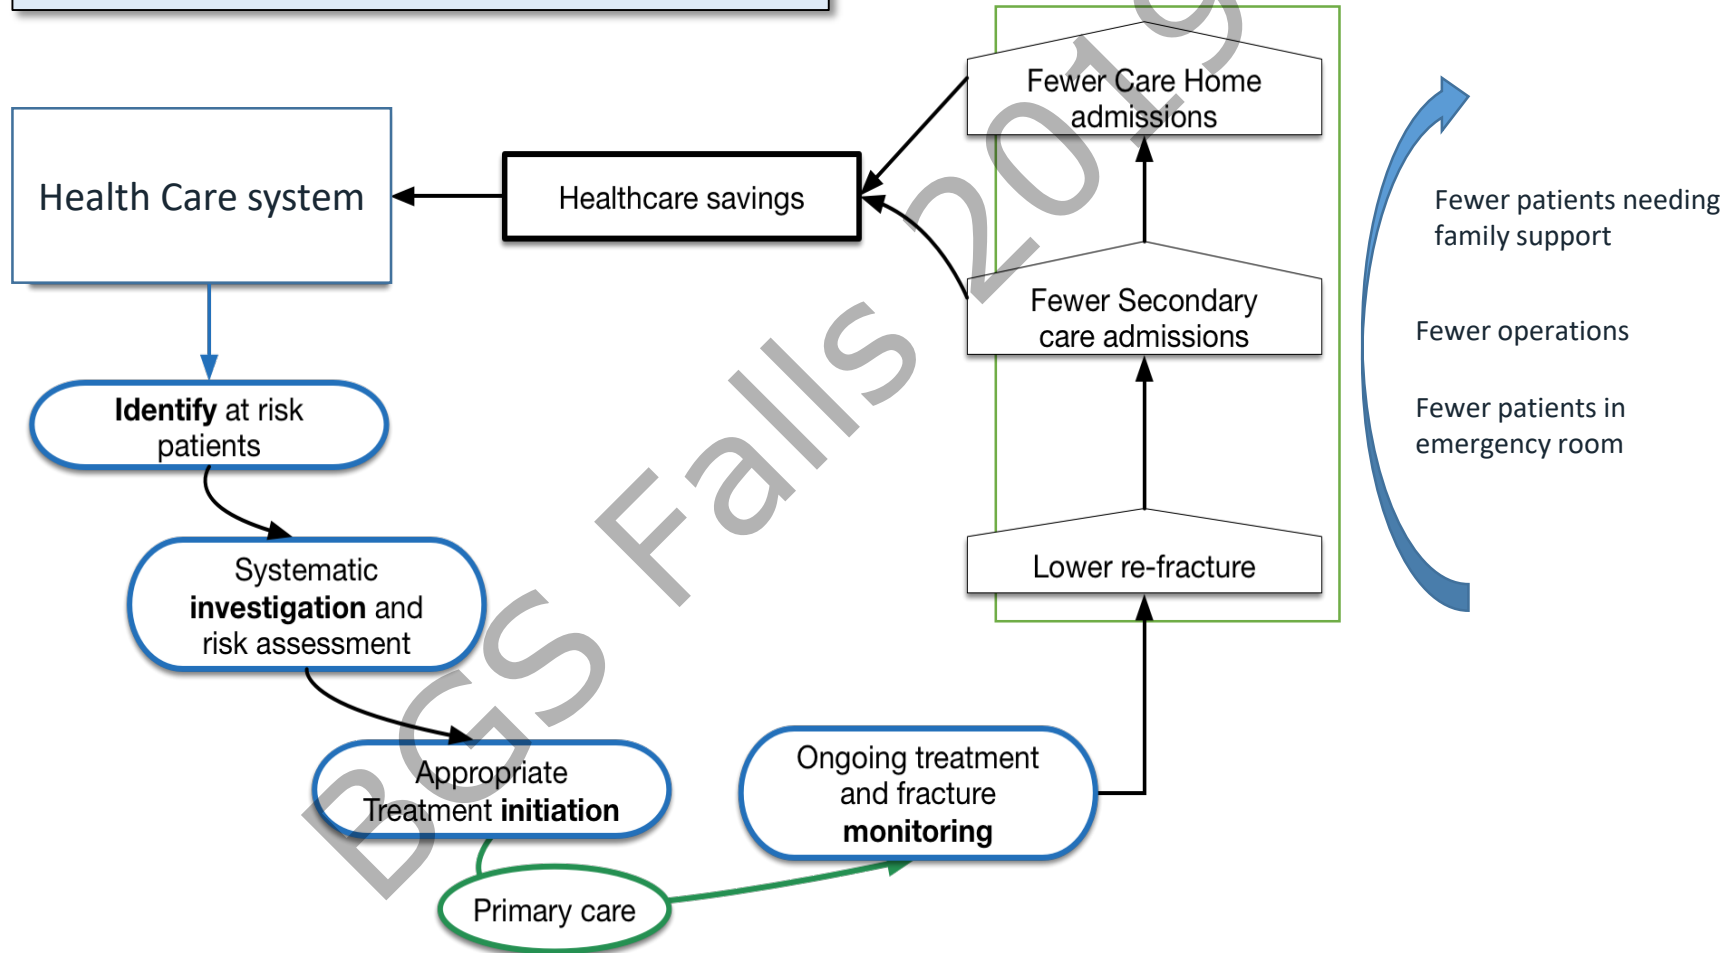 Health Care system
Healthcare savings
Fewer Care Home
admissions
Fewer Secondary
care admissions
Lower re-fracture
Fewer patients needing
family support
Fewer operations
Fewer patients in
emergency room
Identify at risk
patients
Systematic
investigation and
risk assessment
Appropriate
Treatment initiation
Primary care
Ongoing treatment
and fracture
monitoring
BGS Falls 2019